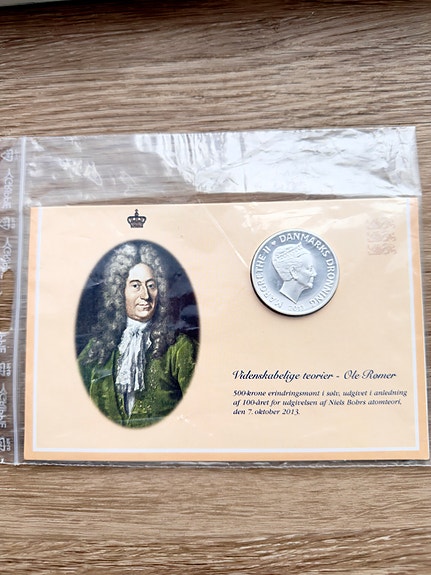 MARGRETHE II ♥ DANMARKS DRONNING
2013
Videnskabelige teorier - Ole Rømer
500-krone erindringsmønt i sølv, udgivet i anledning
af 100-året for udgivelsen af Niels Bohrs atomteori,
den 7. oktober 2013.